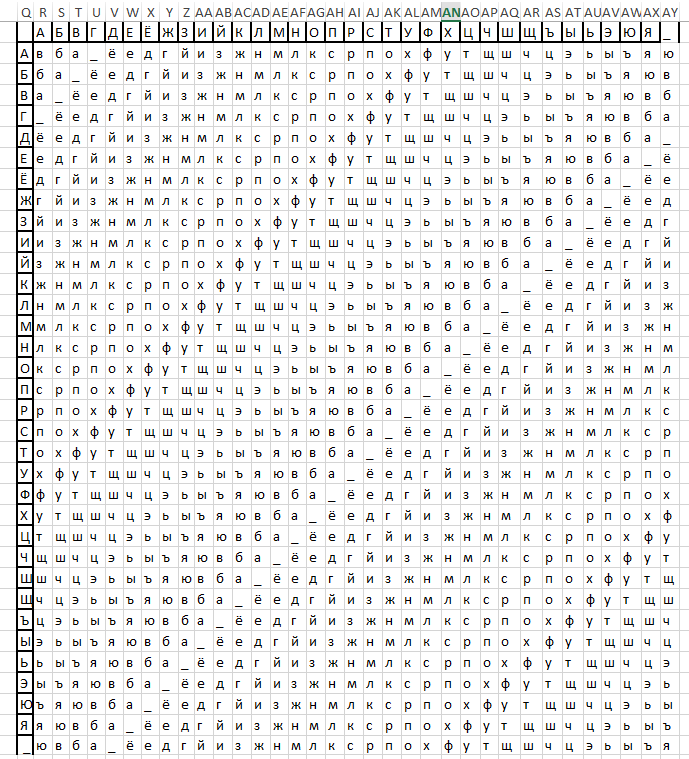 Q R S T U V W X Y Z AA AB AC AD AE AF AG AH AI AJ AK AL AM AN AO AP AQ AR AS AT AU AV AW AX AY
А Б В Г Д Е Ё Ж З И Й К Л М Н О П Р С Т У Ф Х Ц Ч Ш Щ Ъ Ы Ь Э Ю Я _
А в б а _ ё е д г й и з ж н м л к с р п о х ф у т щ ш ч ц э ь ы ъ я ю
Б б а _ ё е д г й и з ж н м л к с р п о х ф у т щ ш ч ц э ь ы ъ я ю в
В а _ ё е д г й и з ж н м л к с р п о х ф у т щ ш ч ц э ь ы ъ я ю в б
Г _ ё е д г й и з ж н м л к с р п о х ф у т щ ш ч ц э ь ы ъ я ю в б а
Д ё е д г й и з ж н м л к с р п о х ф у т щ ш ч ц э ь ы ъ я ю в б а _
Е е д г й и з ж н м л к с р п о х ф у т щ ш ч ц э ь ы ъ я ю в б а _ ё
Ё д г й и з ж н м л к с р п о х ф у т щ ш ч ц э ь ы ъ я ю в б а _ ё е
Ж г й и з ж н м л к с р п о х ф у т щ ш ч ц э ь ы ъ я ю в б а _ ё е д
З й и з ж н м л к с р п о х ф у т щ ш ч ц э ь ы ъ я ю в б а _ ё е д г
И и з ж н м л к с р п о х ф у т щ ш ч ц э ь ы ъ я ю в б а _ ё е д г й
Й з ж н м л к с р п о х ф у т щ ш ч ц э ь ы ъ я ю в б а _ ё е д г й и
К ж н м л к с р п о х ф у т щ ш ч ц э ь ы ъ я ю в б а _ ё е д г й и з
Л н м л к с р п о х ф у т щ ш ч ц э ь ы ъ я ю в б а _ ё е д г й и з ж
М м л к с р п о х ф у т щ ш ч ц э ь ы ъ я ю в б а _ ё е д г й и з ж н
Н л к с р п о х ф у т щ ш ч ц э ь ы ъ я ю в б а _ ё е д г й и з ж н м
О к с р п о х ф у т щ ш ч ц э ь ы ъ я ю в б а _ ё е д г й и з ж н м л
П с р п о х ф у т щ ш ч ц э ь ы ъ я ю в б а _ ё е д г й и з ж н м л к
Р р п о х ф у т щ ш ч ц э ь ы ъ я ю в б а _ ё е д г й и з ж н м л к с
С п о х ф у т щ ш ч ц э ь ы ъ я ю в б а _ ё е д г й и з ж н м л к с р
Т о х ф у т щ ш ч ц э ь ы ъ я ю в б а _ ё е д г й и з ж н м л к с р п
У х ф у т щ ш ч ц э ь ы ъ я ю в б а _ ё е д г й и з ж н м л к с р п о
Ф ф у т щ ш ч ц э ь ы ъ я ю в б а _ ё е д г й и з ж н м л к с р п о х
Х у т щ ш ч ц э ь ы ъ я ю в б а _ ё е д г й и з ж н м л к с р п о х ф
Ц т щ ш ч ц э ь ы ъ я ю в б а _ ё е д г й и з ж н м л к с р п о х ф у
Ч щ ш ч ц э ь ы ъ я ю в б а _ ё е д г й и з ж н м л к с р п о х ф у т
Ш ш ч ц э ь ы ъ я ю в б а _ ё е д г й и з ж н м л к с р п о х ф у т щ
Щ ч ц э ь ы ъ я ю в б а _ ё е д г й и з ж н м л к с р п о х ф у т щ ш
Ъ ц э ь ы ъ я ю в б а _ ё е д г й и з ж н м л к с р п о х ф у т щ ш ч
Ы э ь ы ъ я ю в б а _ ё е д г й и з ж н м л к с р п о х ф у т щ ш ч ц
Ь ь ы ъ я ю в б а _ ё е д г й и з ж н м л к с р п о х ф у т щ ш ч ц э
Э ы ъ я ю в б а _ ё е д г й и з ж н м л к с р п о х ф у т щ ш ч ц э ь
Ю ъ я ю в б а _ ё е д г й и з ж н м л к с р п о х ф у т щ ш ч ц э ь ы
Я я ю в б а _ ё е д г й и з ж н м л к с р п о х ф у т щ ш ч ц э ь ы ъ
_ ю в б а _ ё е д г й и з ж н м л к с р п о х ф у т щ ш ч ц э ь ы ъ я